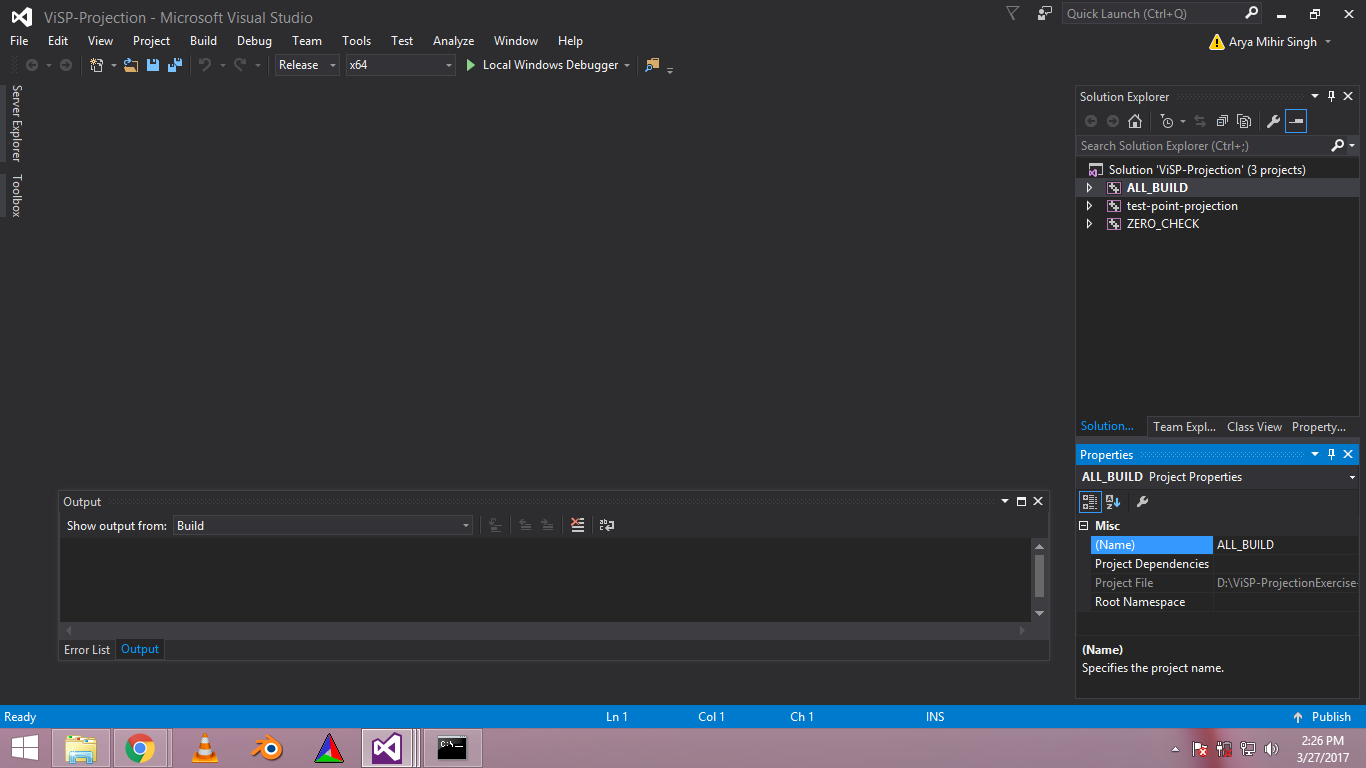 ViSP-Projection - Microsoft Visual Studio
Quick Launch (Ctrl+Q)
File Edit View Project Build Debug Team Tools Test Analyze Window Help
Arya Mihir Singh
Release x64 Local Windows Debugger
Server Explorer
Toolbox
Solution Explorer
Search Solution Explorer (Ctrl+;)
Solution 'ViSP-Projection' (3 projects)
ALL_BUILD
test-point-projection
ZERO_CHECK
Solution... Team Expl... Class View Property...
Properties
ALL_BUILD Project Properties
Misc
(Name) ALL_BUILD
Project Dependencies
Project File D:\ViSP-ProjectionExercise-
Root Namespace
(Name)
Specifies the project name.
Output
Show output from: Build
Error List Output
Ready Ln 1 Col 1 Ch 1 INS Publish
C:\.
2:26 PM
3/27/2017